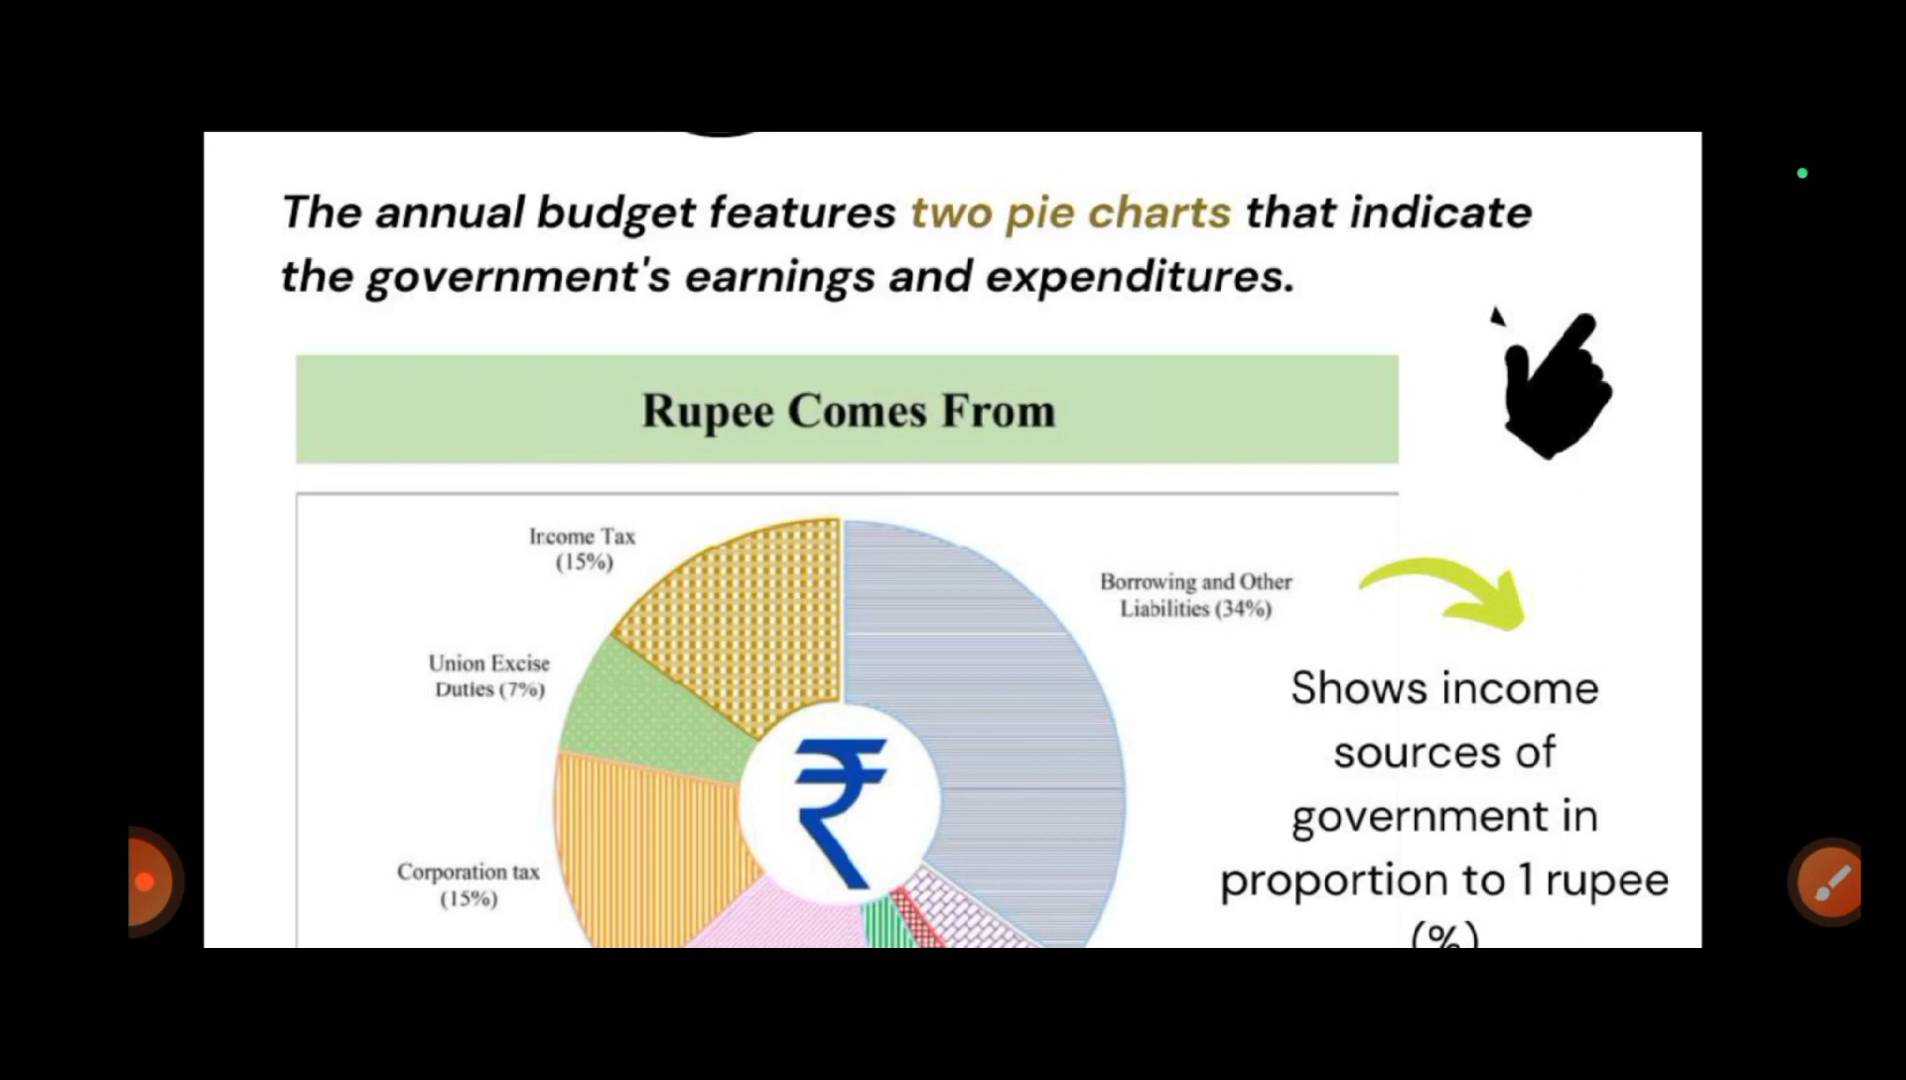 The annual budget features two pie charts that indicate
the government's earnings and expenditures.
Rupee Comes From
Income Tax
(15%)
Borrowing and Other
Liabilities (34%)
Union Excise
Duties (7%)
Shows income
sources of
government in
proportion to 1 rupee
(%)
₹
Corporation tax
(15%)